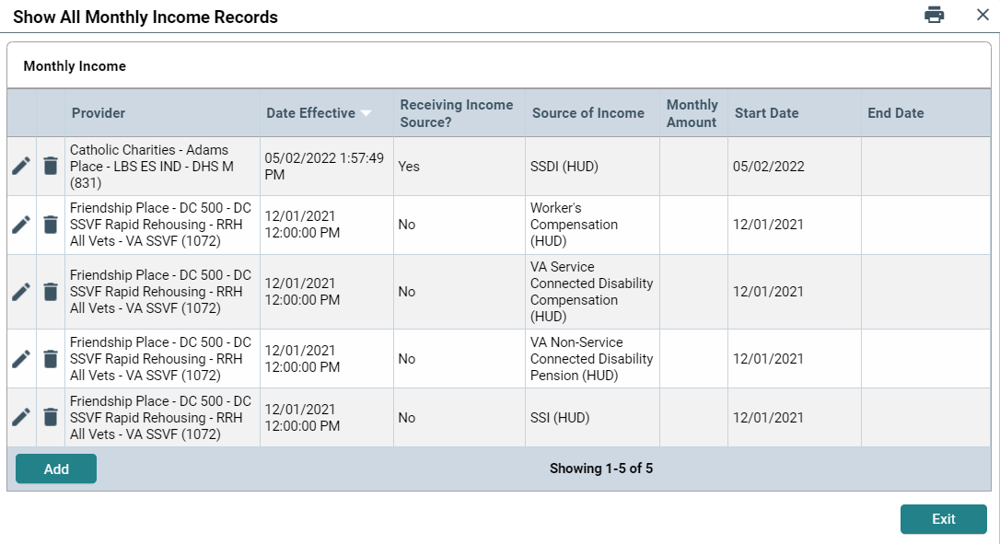 Show All Monthly Income Records
Monthly Income
Provider
Date Effective
Receiving Income
Source?
Source of Income
Monthly
Amount
Start Date
End Date
Catholic Charities - Adams
Place - LBS ES IND - DHS M
(831)
05/02/2022 1:57:49
PM
Yes
SSDI (HUD)
05/02/2022
Friendship Place - DC 500 - DC
SSVF Rapid Rehousing - RRH
All Vets - VA SSVF (1072)
12/01/2021
12:00:00 PM
No
Worker's
Compensation
(HUD)
12/01/2021
Friendship Place - DC 500 - DC
SSVF Rapid Rehousing - RRH
All Vets - VA SSVF (1072)
12/01/2021
12:00:00 PM
No
VA Service
Connected Disability
Compensation
(HUD)
12/01/2021
Friendship Place - DC 500 - DC
SSVF Rapid Rehousing - RRH
All Vets - VA SSVF (1072)
12/01/2021
12:00:00 PM
No
VA Non-Service
Connected Disability
Pension (HUD)
12/01/2021
Friendship Place - DC 500 - DC
SSVF Rapid Rehousing - RRH
All Vets - VA SSVF (1072)
12/01/2021
12:00:00 PM
No
SSI (HUD)
12/01/2021
Add
Showing 1-5 of 5
Exit